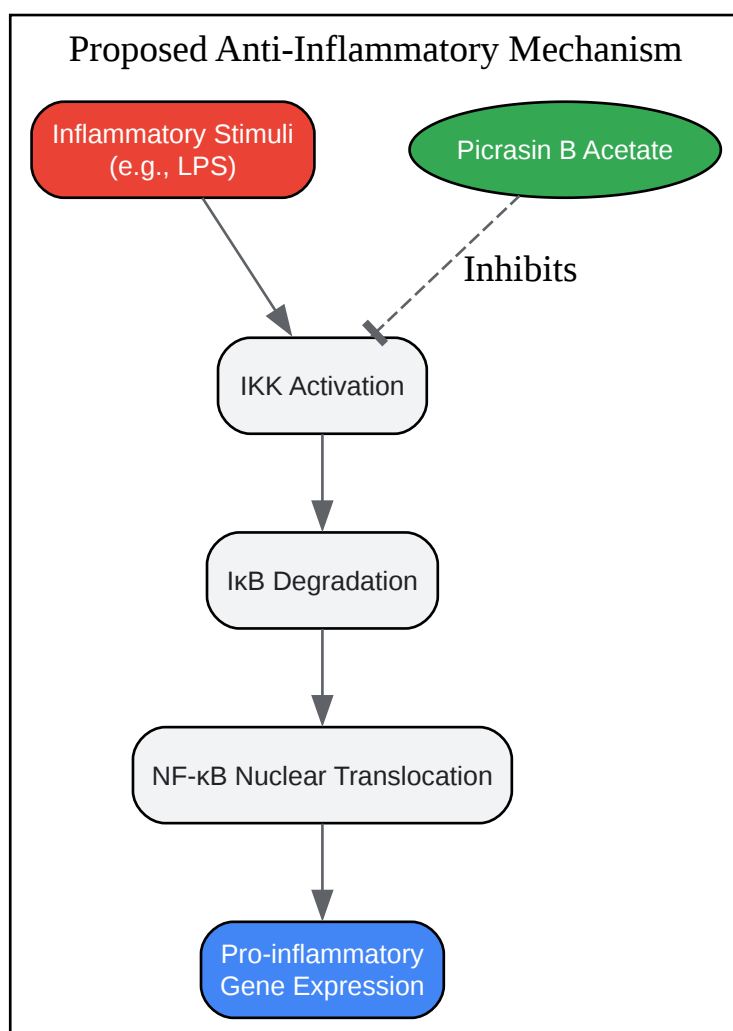 Proposed Anti-Inflammatory Mechanism
Inflammatory Stimuli
(e.g., LPS)
Picrasin B Acetate
Inhibits
IKK Activation
IκB Degradation
NF-κB Nuclear Translocation
Pro-inflammatory
Gene Expression